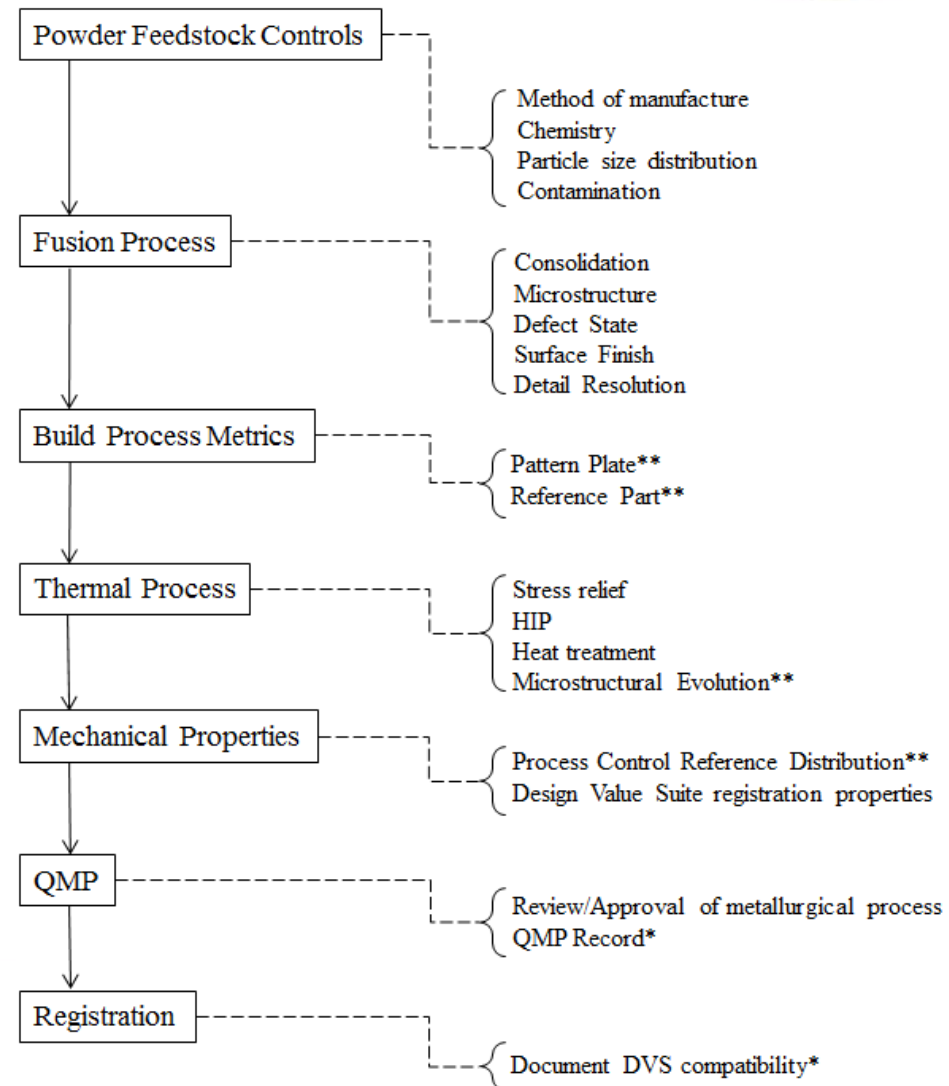 Powder Feedstock Controls
Method of manufacture
Chemistry
Particle size distribution
Contamination
Fusion Process
Consolidation
Microstructure
Defect State
Surface Finish
Detail Resolution
Build Process Metrics
Pattern Plate**
Reference Part**
Thermal Process
Stress relief
HIP
Heat treatment
Microstructural Evolution**
Mechanical Properties
Process Control Reference Distribution**
Design Value Suite registration properties
QMP
Review/Approval of metallurgical process
QMP Record*
Registration
Document DVS compatibility*